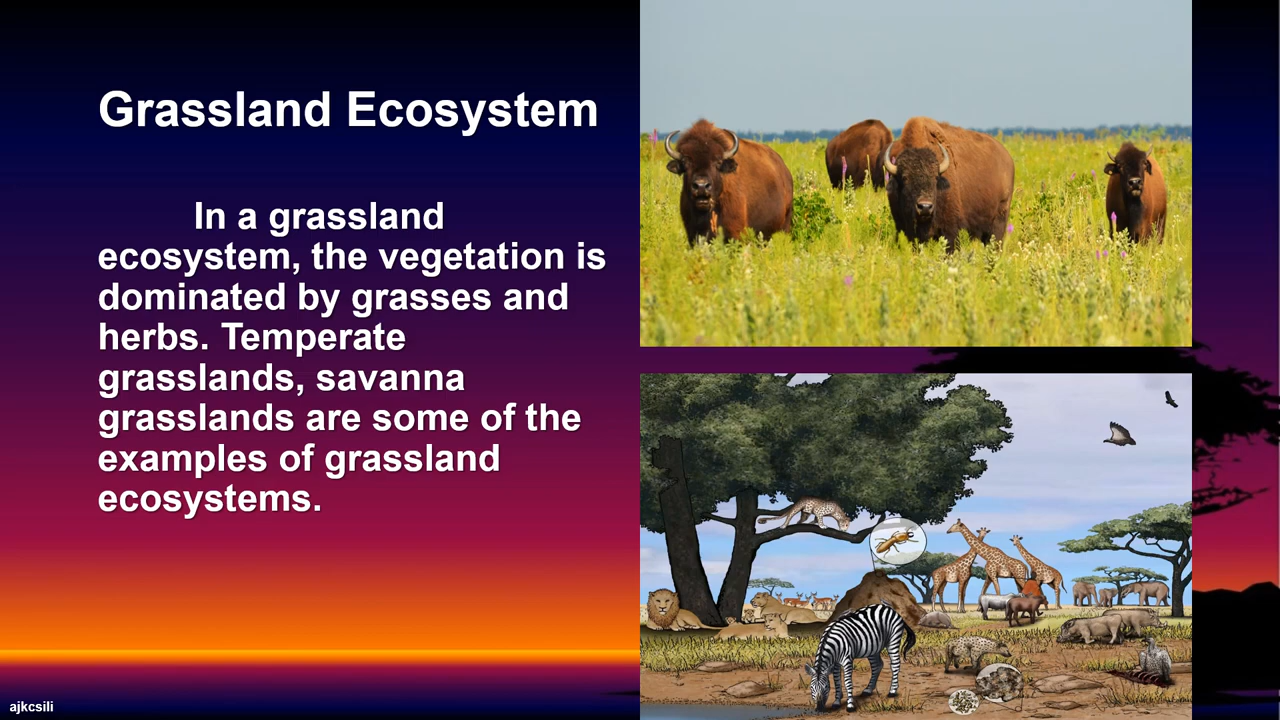 Grassland Ecosystem
In a grassland
ecosystem, the vegetation is
dominated by grasses and
herbs. Temperate
grasslands, savanna
grasslands are some of the
examples of grassland
ecosystems.
ajkcsili